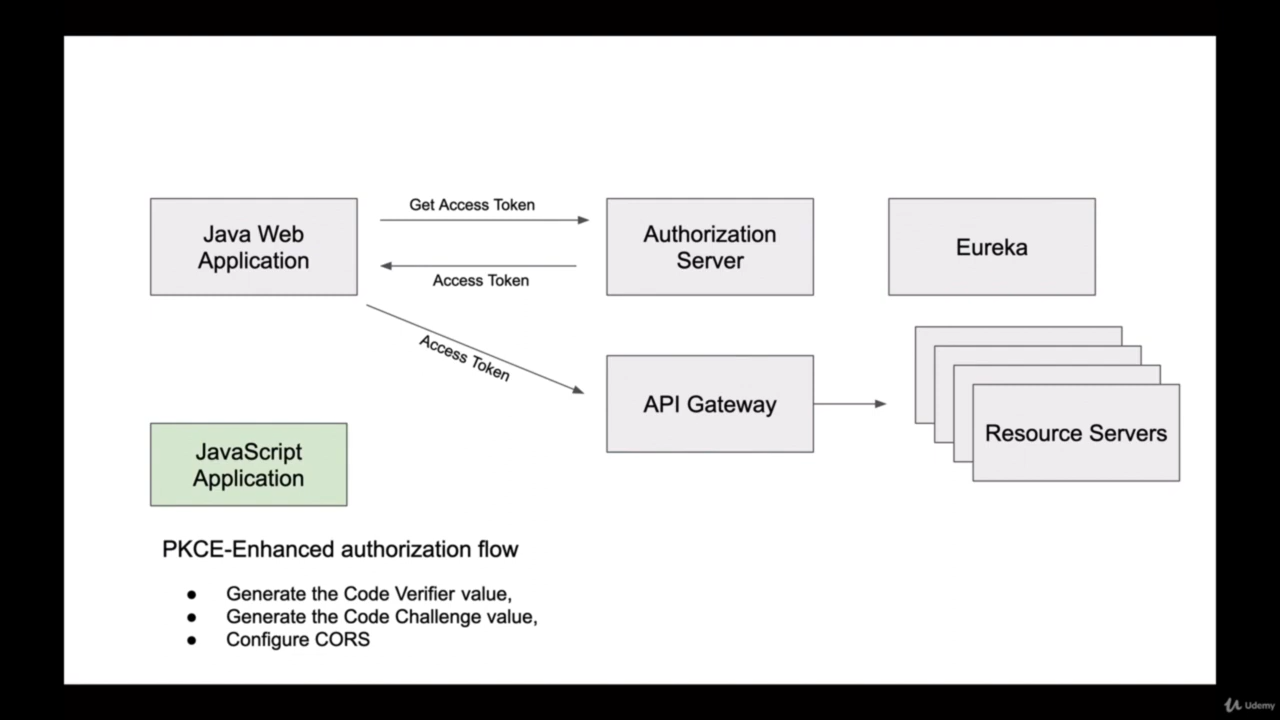 Get Access Token
Java Web
Application
Authorization
Server
Eureka
Access Token
Access Token
API Gateway
Resource Servers
JavaScript
Application
PKCE-Enhanced authorization flow
● Generate the Code Verifier value,
● Generate the Code Challenge value,
● Configure CORS
Udemy